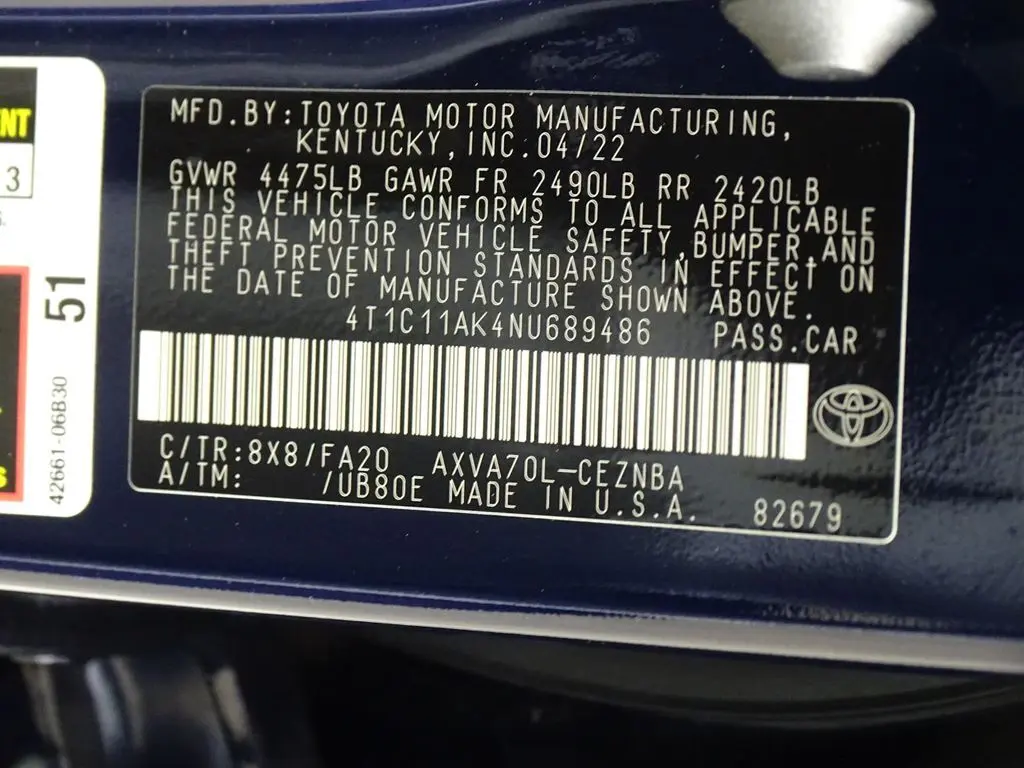 MFD.BY:TOYOTA MOTOR MANUFACTURING,
KENTUCKY, INC. 04/22
GVWR 4475LB GAWR FR 2490LB RR 2420LB
THIS VEHICLE CONFORMS TO ALL APPLICABLE
FEDERAL MOTOR VEHICLE SAFETY,BUMPER,AND
THEFT PREVENTION STANDARDS IN EFFECT ON
THE DATE OF MANUFACTURE SHOWN ABOVE.
4T1C11AK4NU689486 PASS.CAR
C/TR:8X8/FA20 AXVA70L-CEZNBA
A/TM: /UB80E MADE IN U.S.A. 82679
NT
3
51
42661-06B30